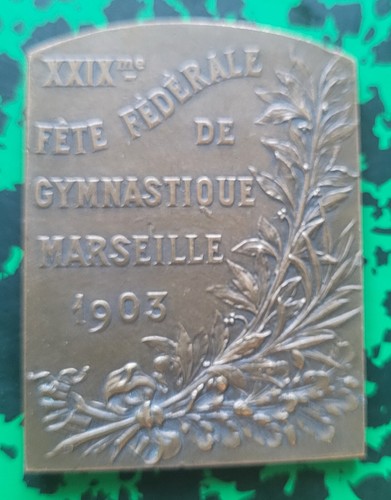 XXIXme
FÊTE FÉDÉRALE
DE
GYMNASTIQUE
MARSEILLE
1903